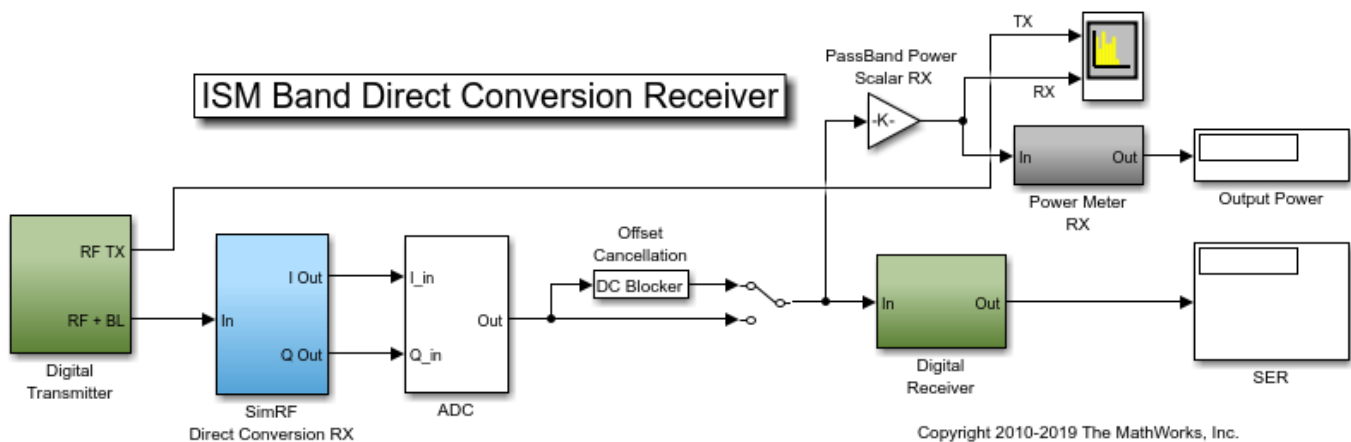 ISM Band Direct Conversion Receiver
TX
RX
PassBand Power
Scalar RX
-K-
In
Out
Power Meter
RX
Output Power
RF TX
RF + BL
Digital
Transmitter
In
I Out
Q Out
SimRF
Direct Conversion RX
I_in
Q_in
Out
ADC
Offset
Cancellation
DC Blocker
In
Out
Digital
Receiver
SER
Copyright 2010-2019 The MathWorks, Inc.